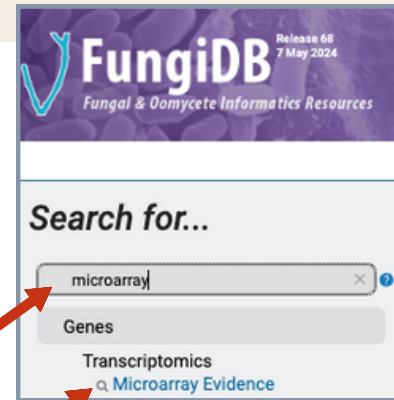 FungiDB
Release 68
7 May 2024
Fungal & Oomycete Informatics Resources
Search for...
microarray
Genes
Transcriptomics
Microarray Evidence